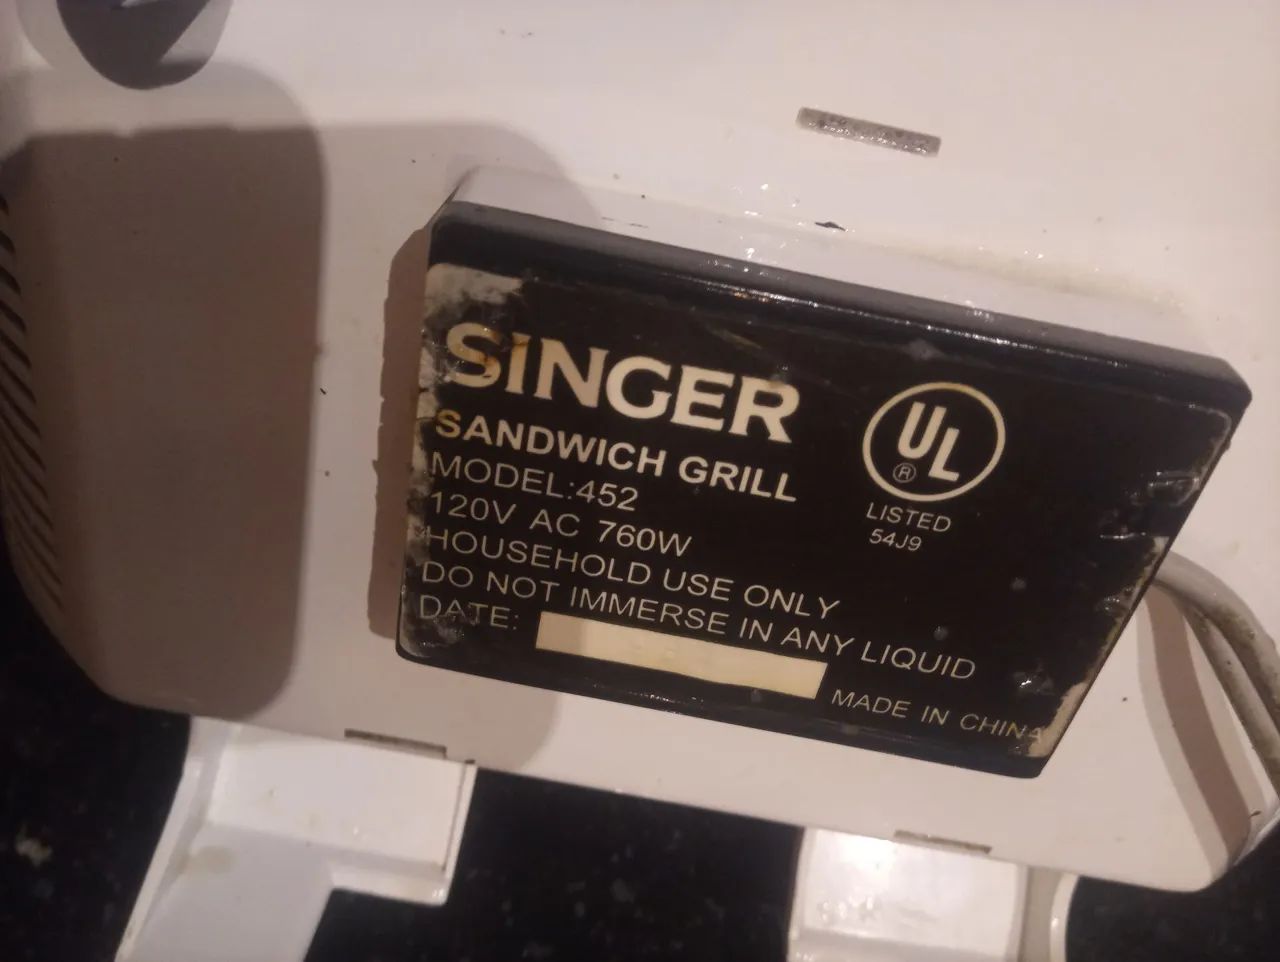 SINGER
SANDWICH GRILL
MODEL:452
120V AC 760W
HOUSEHOLD USE ONLY
DO NOT IMMERSE IN ANY LIQUID
DATE:
MADE IN CHINA
UL
®
LISTED
54J9